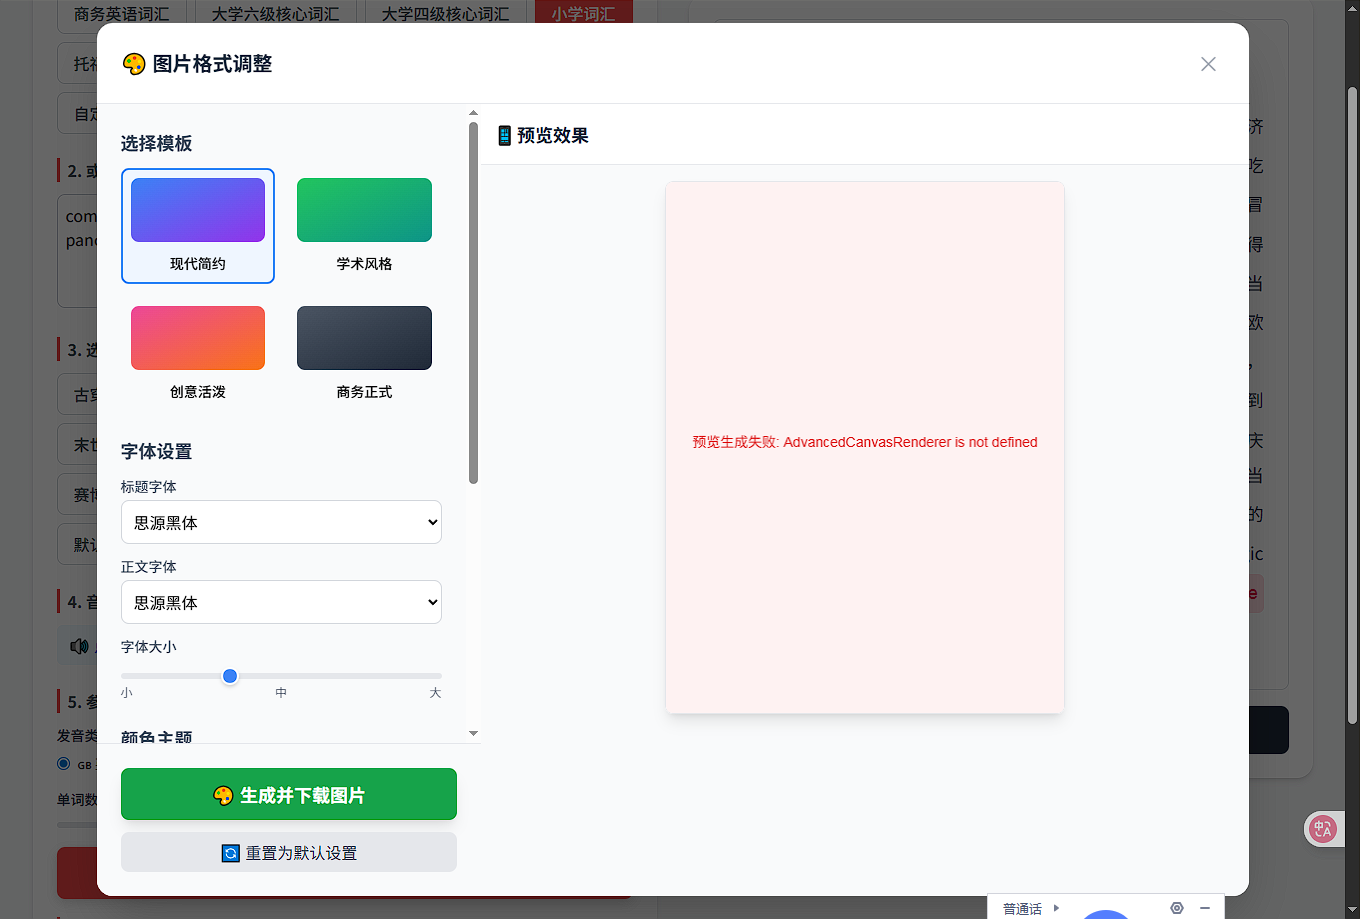 商务英语词汇 大学六级核心词汇 大学四级核心词汇 小学词汇
图片格式调整
选择模板
现代简约 学术风格
创意活泼 商务正式
字体设置
标题字体
思源黑体
正文字体
思源黑体
字体大小
小 中 大
颜色主题
生成并下载图片
重置为默认设置
预览效果
预览生成失败: AdvancedCanvasRenderer is not defined
自定
2.
com
panc
3. 选
古穿
末世
赛博
默认
4. 音
5. 参
发音类
GB
单词数
济
吃
冒
得
当
欧
，
到
庆
当
的
ic
e
普通话